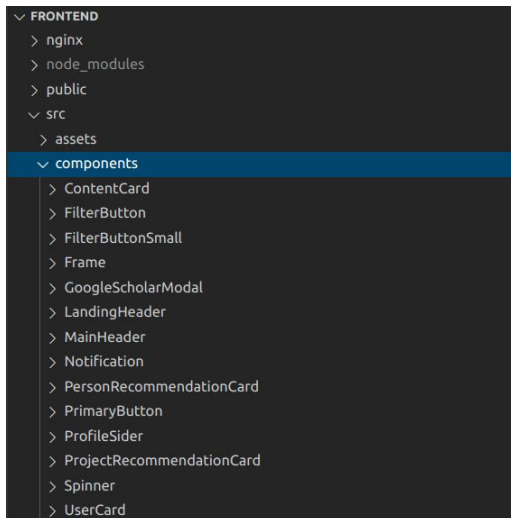 FRONTEND
nginx
node_modules
public
src
assets
components
ContentCard
FilterButton
FilterButtonSmall
Frame
GoogleScholarModal
LandingHeader
MainHeader
Notification
PersonRecommendationCard
PrimaryButton
ProfileSider
ProjectRecommendationCard
Spinner
UserCard